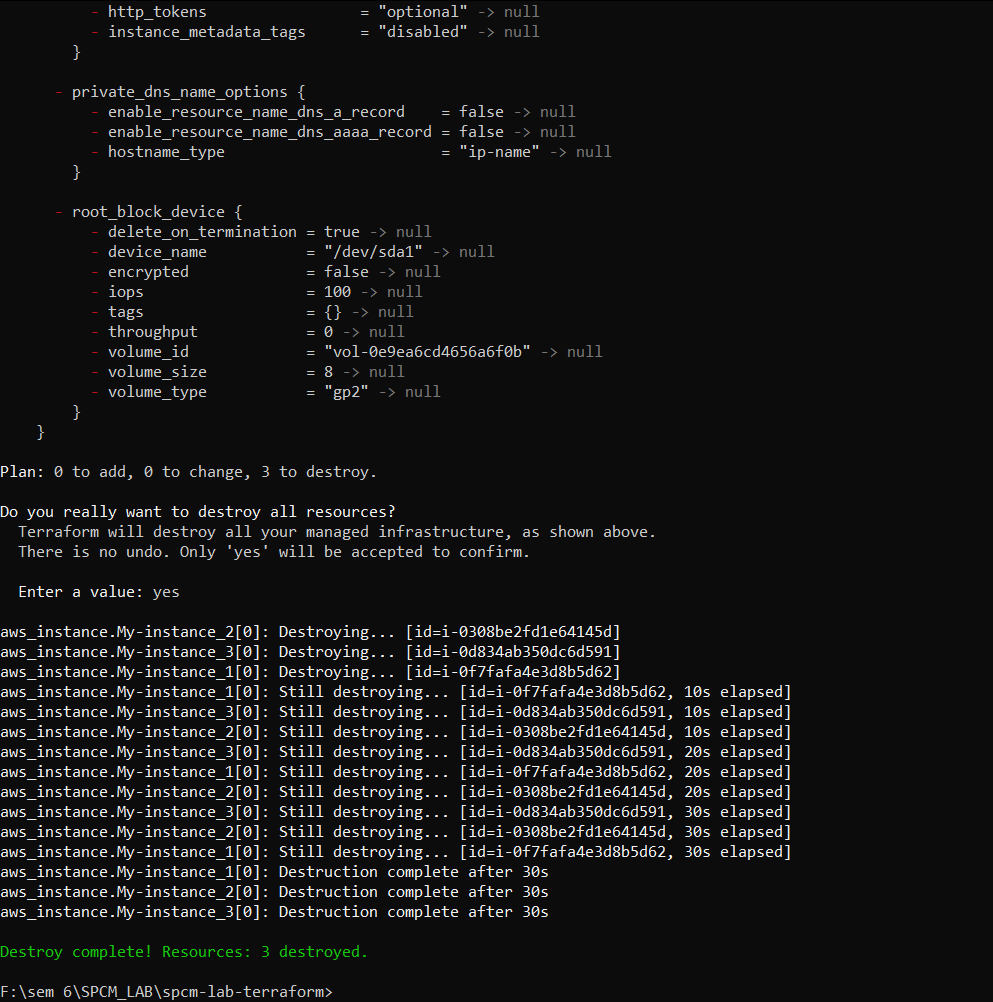 - http_tokens                 = "optional" -> null
- instance_metadata_tags      = "disabled" -> null
}
- private_dns_name_options {
- enable_resource_name_dns_a_record    = false -> null
- enable_resource_name_dns_aaaa_record = false -> null
- hostname_type                        = "ip-name" -> null
}
- root_block_device {
- delete_on_termination = true -> null
- device_name           = "/dev/sda1" -> null
- encrypted             = false -> null
- iops                  = 100 -> null
- tags                  = {} -> null
- throughput            = 0 -> null
- volume_id             = "vol-0e9ea6cd4656a6f0b" -> null
- volume_size           = 8 -> null
- volume_type           = "gp2" -> null
}
}
Plan: 0 to add, 0 to change, 3 to destroy.
Do you really want to destroy all resources?
Terraform will destroy all your managed infrastructure, as shown above.
There is no undo. Only 'yes' will be accepted to confirm.
Enter a value: yes
aws_instance.My-instance_2[0]: Destroying... [id=i-0308be2fd1e64145d]
aws_instance.My-instance_3[0]: Destroying... [id=i-0d834ab350dc6d591]
aws_instance.My-instance_1[0]: Destroying... [id=i-0f7fafa4e3d8b5d62]
aws_instance.My-instance_1[0]: Still destroying... [id=i-0f7fafa4e3d8b5d62, 10s elapsed]
aws_instance.My-instance_3[0]: Still destroying... [id=i-0d834ab350dc6d591, 10s elapsed]
aws_instance.My-instance_2[0]: Still destroying... [id=i-0308be2fd1e64145d, 10s elapsed]
aws_instance.My-instance_3[0]: Still destroying... [id=i-0d834ab350dc6d591, 20s elapsed]
aws_instance.My-instance_1[0]: Still destroying... [id=i-0f7fafa4e3d8b5d62, 20s elapsed]
aws_instance.My-instance_2[0]: Still destroying... [id=i-0308be2fd1e64145d, 20s elapsed]
aws_instance.My-instance_3[0]: Still destroying... [id=i-0d834ab350dc6d591, 30s elapsed]
aws_instance.My-instance_2[0]: Still destroying... [id=i-0308be2fd1e64145d, 30s elapsed]
aws_instance.My-instance_1[0]: Still destroying... [id=i-0f7fafa4e3d8b5d62, 30s elapsed]
aws_instance.My-instance_1[0]: Destruction complete after 30s
aws_instance.My-instance_2[0]: Destruction complete after 30s
aws_instance.My-instance_3[0]: Destruction complete after 30s
Destroy complete! Resources: 3 destroyed.
F:\sem 6\SPCM_LAB\spcm-lab-terraform>